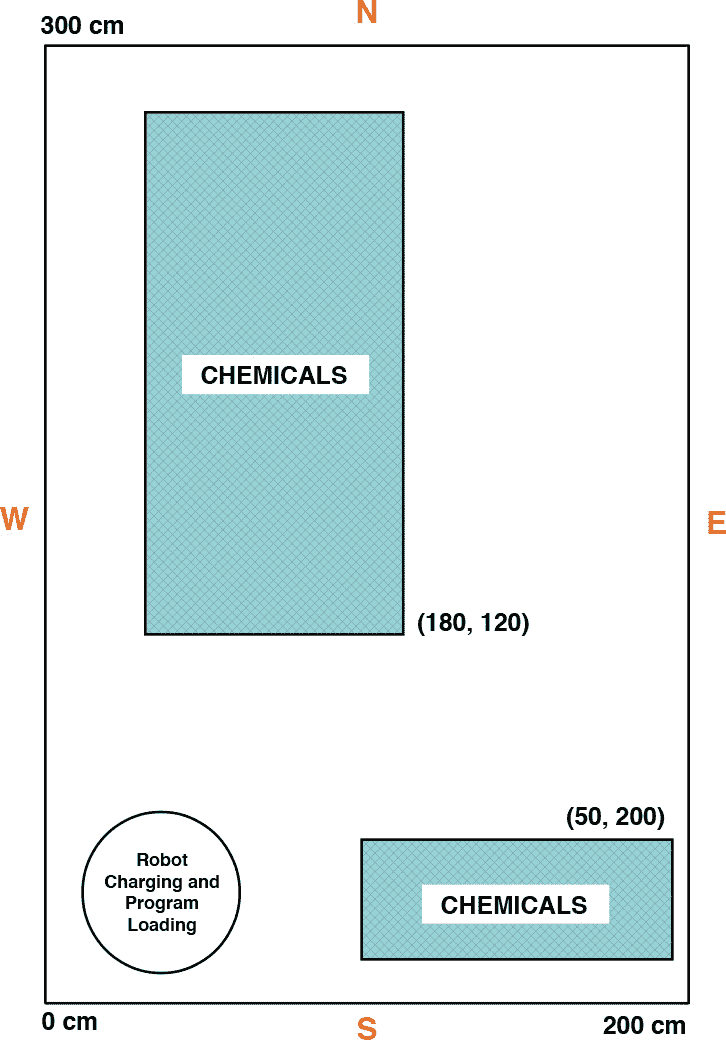 N
300 cm
CHEMICALS
W
E
(180, 120)
(50, 200)
Robot
Charging and
Program
Loading
CHEMICALS
0 cm
S
200 cm